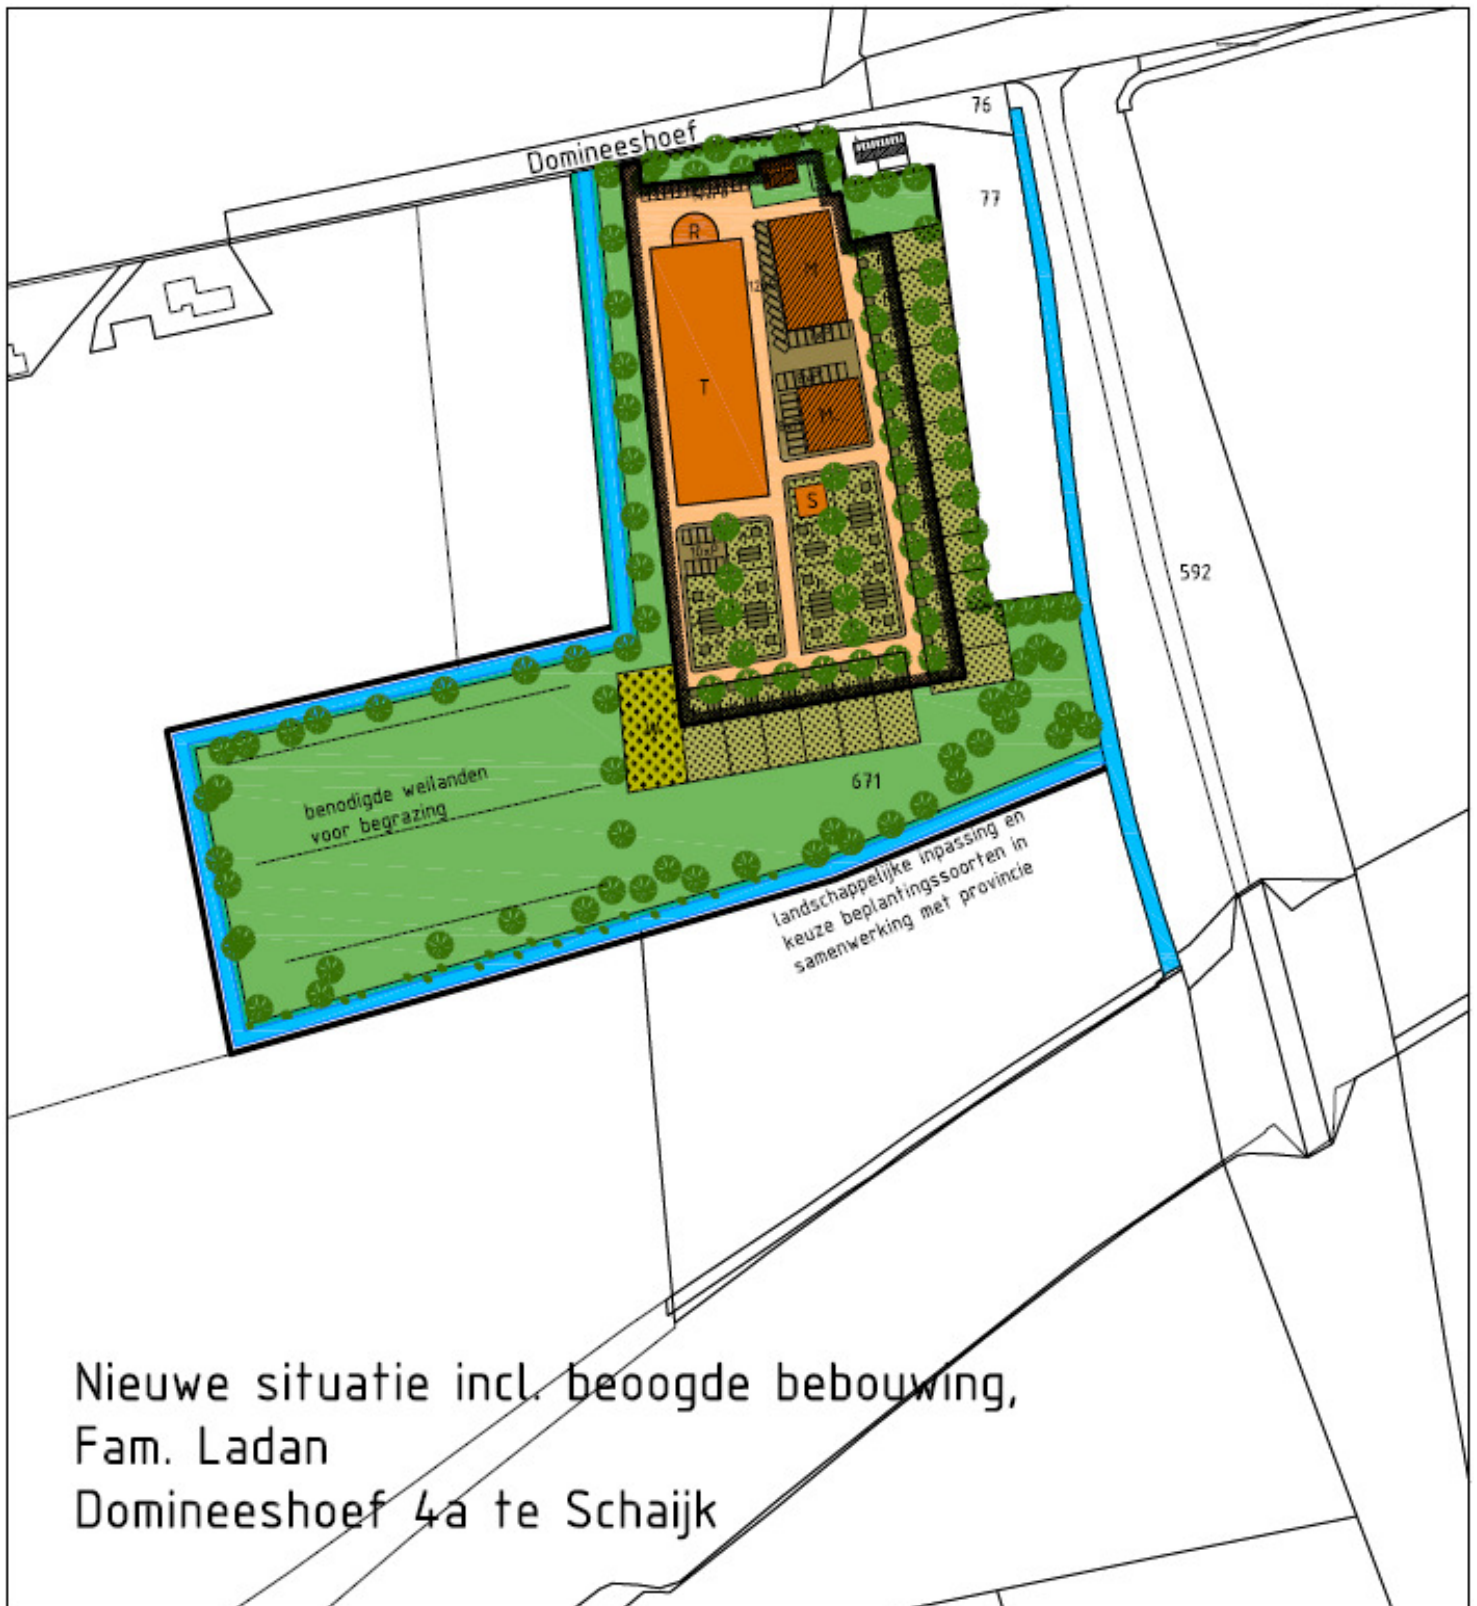 76
Domineeshoef
77
R
M
T
M
S
10xP
592
W
benodigde weilanden
voor begrazing
671
landschappelijke inpassing en
keuze beplantingssoorten in
samenwerking met provincie
Nieuwe situatie incl. beoogde bebouwing,
Fam. Ladan
Domineeshoef 4a te Schaijk